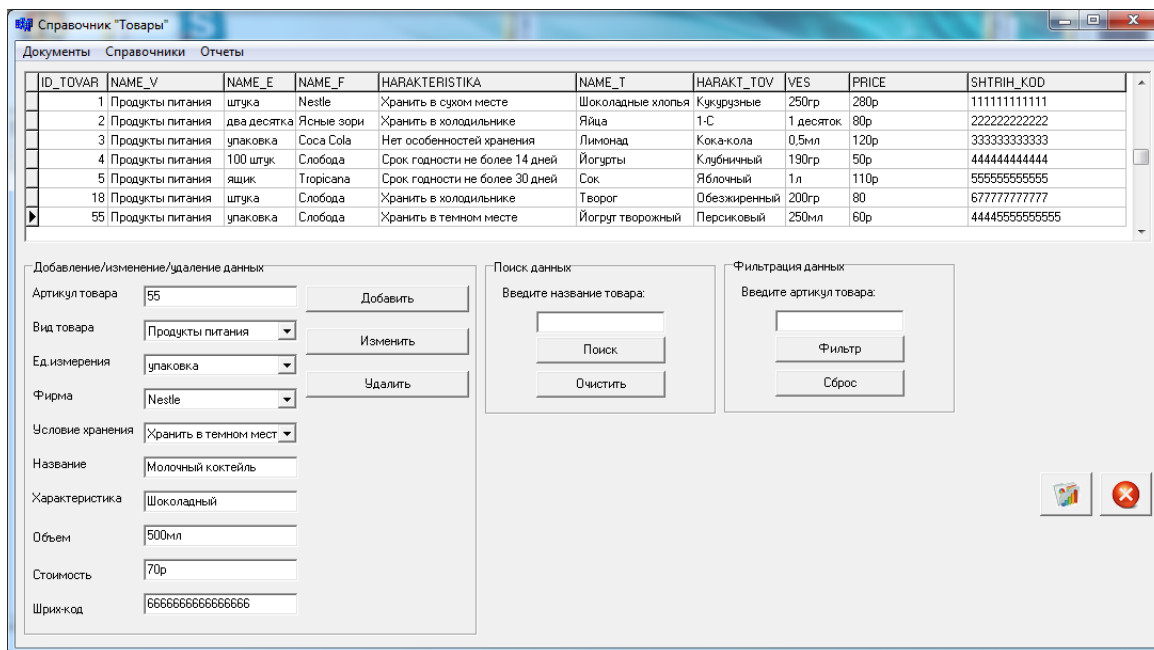 Справочник "Товары"
Документы Справочники Отчеты
ID_TOVAR NAME_V NAME_E NAME_F HARAKTERISTIKA NAME_T HARAKT_TOV VES PRICE SHTRIH_KOD
1 Продукты питания штука Nestle Хранить в сухом месте Шоколадные хлопья Кукурузные 250гр 280р 111111111111
2 Продукты питания два десятка Ясные зори Хранить в холодильнике Яйца 1-С 1 десяток 80р 222222222222
3 Продукты питания упаковка Coca Cola Нет особенностей хранения Лимонад Кока-кола 0,5мл 120р 333333333333
4 Продукты питания 100 штук Слобода Срок годности не более 14 дней Йогурты Клубничный 190гр 50р 444444444444
5 Продукты питания ящик Tropicana Срок годности не более 30 дней Сок Яблочный 1л 110р 555555555555
18 Продукты питания штука Слобода Хранить в холодильнике Творог Обезжиренный 200гр 80 677777777777
55 Продукты питания упаковка Слобода Хранить в темном месте Йогрут творожный Персиковый 250мл 60р 44445555555555
Добавление/изменение/удаление данных
Артикул товара 55 Добавить
Вид товара Продукты питания
Изменить
Ед.измерения упаковка
Удалить
Фирма Nestle
Условие хранения Хранить в темном мест
Название Молочный коктейль
Характеристика Шоколадный
Объем 500мл
Стоимость 70р
Шрих-код 6666666666666666
Поиск данных
Введите название товара:
Поиск
Очистить
Фильтрация данных
Введите артикул товара:
Фильтр
Сброс